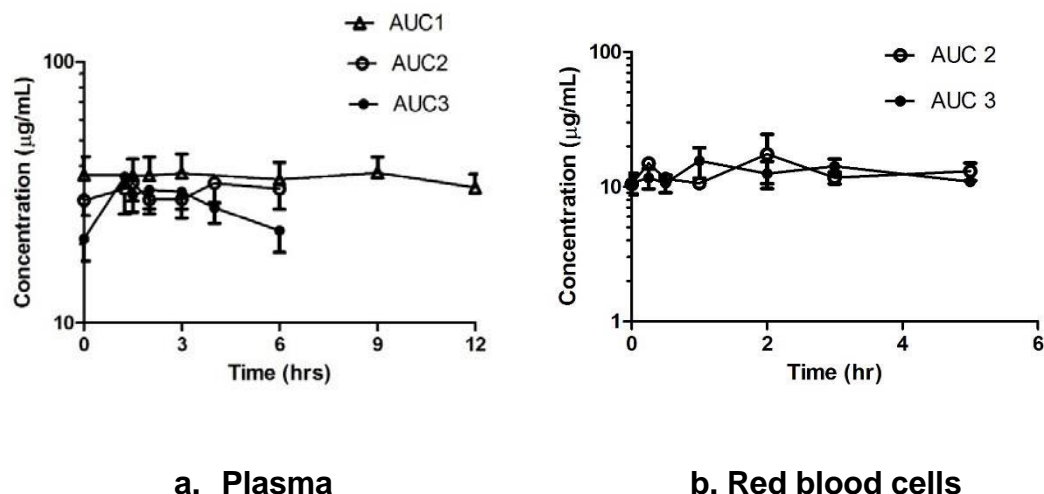 AUC1
AUC2
AUC3
Concentration (µg/mL)
100
10
0
3
6
9
12
Time (hrs)
a. Plasma
AUC 2
AUC 3
Concentration (µg/mL)
100
10
1
0
2
4
6
Time (hr)
b. Red blood cells